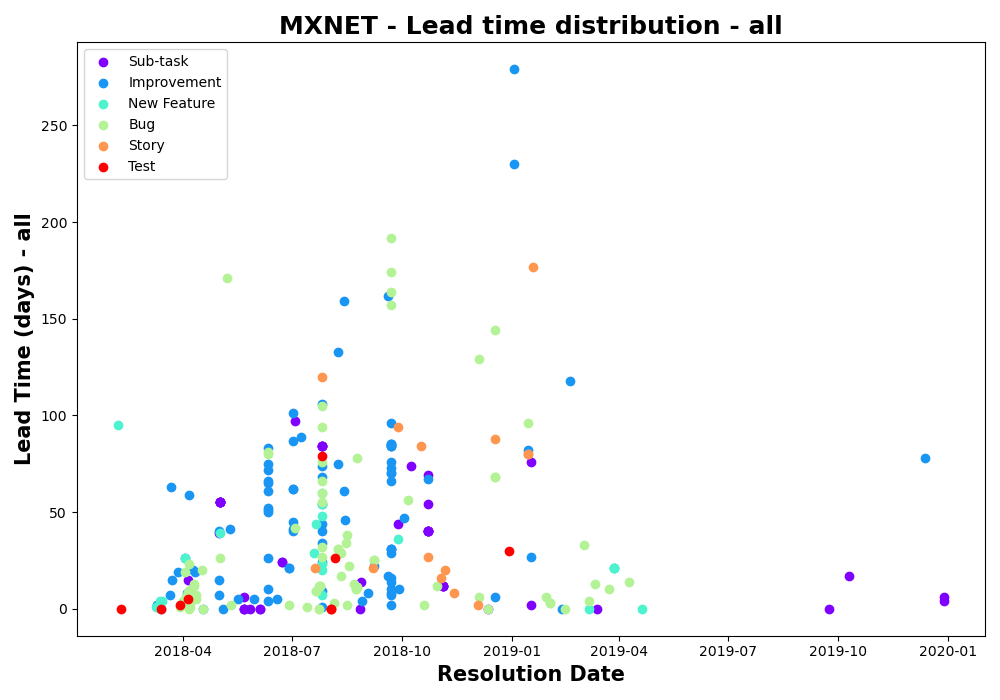 MXNET - Lead time distribution - all
Sub-task
Improvement
New Feature
Bug
Story
Test
Lead Time (days) - all
250
200
150
100
50
0
2018-04 2018-07 2018-10 2019-01 2019-04 2019-07 2019-10 2020-01
Resolution Date